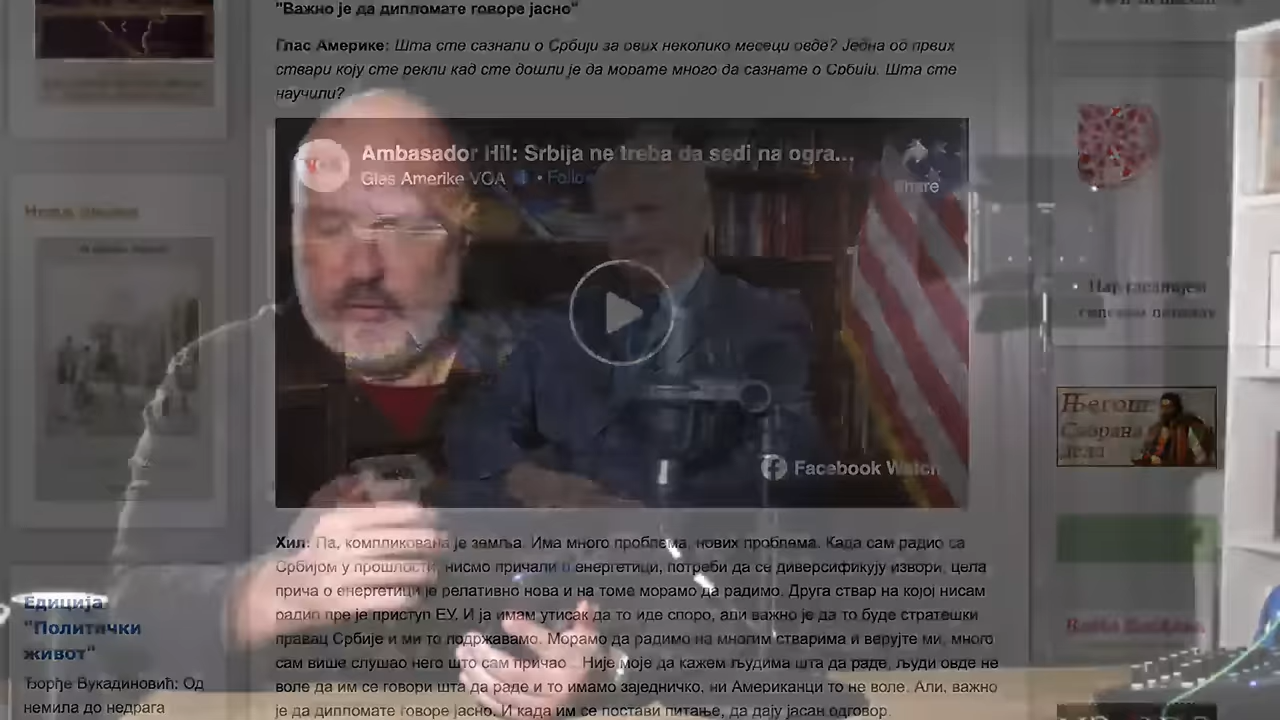 "Важно је да дипломате говоре јасно"
Глас Америке: Шта сте сазнали о Србији за ових неколико месеци овде? Једна од првих
ствари коју сте рекли кад сте дошли је да морате много да сазнате о Србији. Шта сте
научили?
Ambasador Hil: Srbija ne treba da sedi na ogra...
Glas Amerike VOA • Follo
Share
Facebook Watch
Хил: Па, компликована је земља. Има много проблема, нових проблема. Када сам радио са
Србијом у прошлости, нисмо причали о енергетици, потреби да се диверсификују извори, цела
прича о енергетици је релативно нова и на томе морамо да радимо. Друга ствар на којој нисам
радип пре је приступ ЕУ. И ја имам утисак да то иде споро, али важно је да то буде стратешки
правац Србије и ми то подржавамо. Морамо да радимо на многим стварима и верујте ми, много
сам више слушао него што сам причао. Није моје да кажем људима шта да раде, људи овде не
воле да им се говори шта да раде и то имамо заједничко, ни Американци то не воле. Али, важно
је да дипломате говоре јасно. И када им се постави питање, да дају јасан одговор.
Едиција
"Политички
живот"
Ђорђе Вукадиновић: Од
немила до недрага
Његош
Сабрана
дела